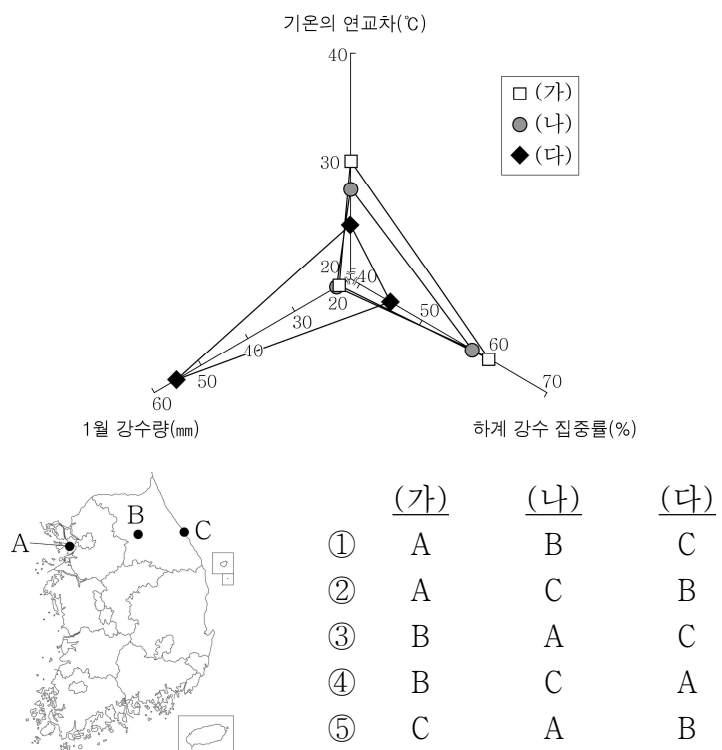 기온의 연교차(℃)
40
30
20
□ (가)
● (나)
◆ (다)
40
50
60
70
20
30
40
50
60
1월 강수량(㎜)
하계 강수 집중률(%)
A
B
C
(가) (나) (다)
① A B C
② A C B
③ B A C
④ B C A
⑤ C A B